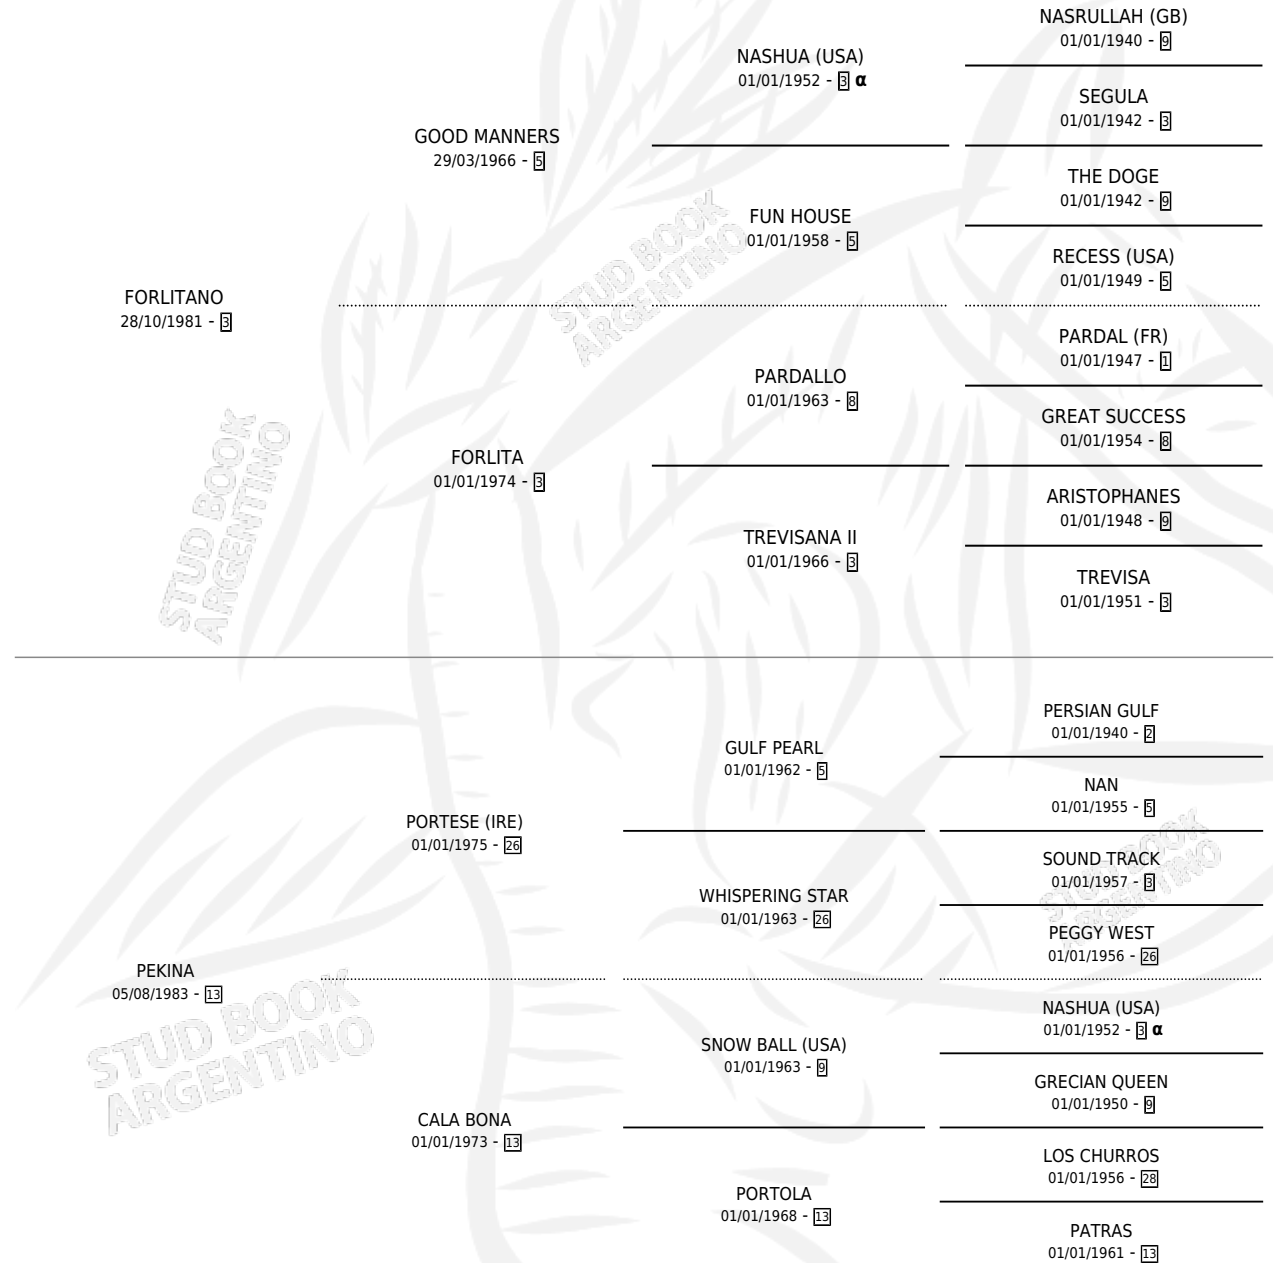 NASRULLAH (GB)
01/01/1940 - 9
NASHUA (USA)
01/01/1952 - 3 α
SEGULA
01/01/1942 - 3
GOOD MANNERS
29/03/1966 - 5
THE DOGE
01/01/1942 - 9
FUN HOUSE
01/01/1958 - 5
RECESS (USA)
01/01/1949 - 5
FORLITANO
28/10/1981 - 3
PARDAL (FR)
01/01/1947 - 1
PARDALLO
01/01/1963 - 8
GREAT SUCCESS
01/01/1954 - 8
FORLITA
01/01/1974 - 3
ARISTOPHANES
01/01/1948 - 9
TREVISANA II
01/01/1966 - 3
TREVISA
01/01/1951 - 3
STUD BOOK
ARGENTINO
STUD BOOK
ARGENTINO
PERSIAN GULF
01/01/1940 - 2
GULF PEARL
01/01/1962 - 5
NAN
01/01/1955 - 5
PORTESE (IRE)
01/01/1975 - 26
SOUND TRACK
01/01/1957 - 3
WHISPERING STAR
01/01/1963 - 26
PEGGY WEST
01/01/1956 - 26
PEKINA
05/08/1983 - 13
NASHUA (USA)
01/01/1952 - 3 α
SNOW BALL (USA)
01/01/1963 - 9
GRECIAN QUEEN
01/01/1950 - 9
CALA BONA
01/01/1973 - 13
LOS CHURROS
01/01/1956 - 28
PORTOLA
01/01/1968 - 13
PATRAS
01/01/1961 - 13
STUD BOOK
ARGENTINO
STUD BOOK
ARGENTINO